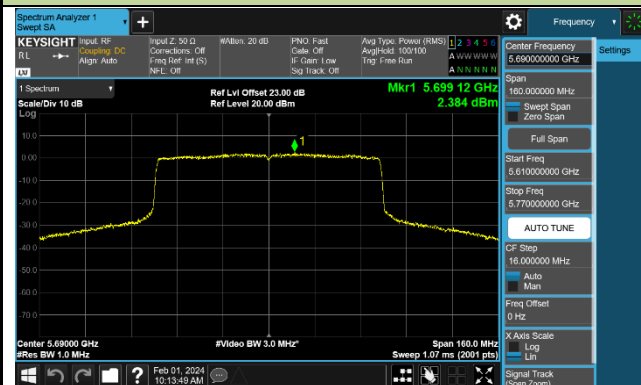 Spectrum Analyzer 1
Swept SA
Frequency
KEYSIGHT
RL
LXI
Input: RF
Coupling: DC
Align: Auto
Input Z: 50 Ω
Corrections: Off
Freq Ref: Int (S)
NFE: Off
#Atten: 20 dB
PNO: Fast
Gate: Off
IF Gain: Low
Sig Track: Off
Avg Type: Power (RMS)
Avg|Hold: 100/100
Trig: Free Run
1 2 3 4 5 6
A W W W W W
A N N N N N
1 Spectrum
Scale/Div 10 dB
Log
Ref Lvl Offset 23.00 dB
Ref Level 20.00 dBm
Mkr1 5.699 12 GHz
2.384 dBm
1
10.0
0.00
-10.0
-20.0
-30.0
-40.0
-50.0
-60.0
-70.0
Center 5.69000 GHz
#Res BW 1.0 MHz
#Video BW 3.0 MHz*
Span 160.0 MHz
Sweep 1.07 ms (2001 pts)
Feb 01, 2024
10:13:49 AM
Center Frequency
5.690000000 GHz
Span
160.000000 MHz
Swept Span
Zero Span
Full Span
Start Freq
5.610000000 GHz
Stop Freq
5.770000000 GHz
AUTO TUNE
CF Step
16.000000 MHz
Auto
Man
Freq Offset
0 Hz
X Axis Scale
Log
Lin
Signal Track
(Span Zoom)
Settings